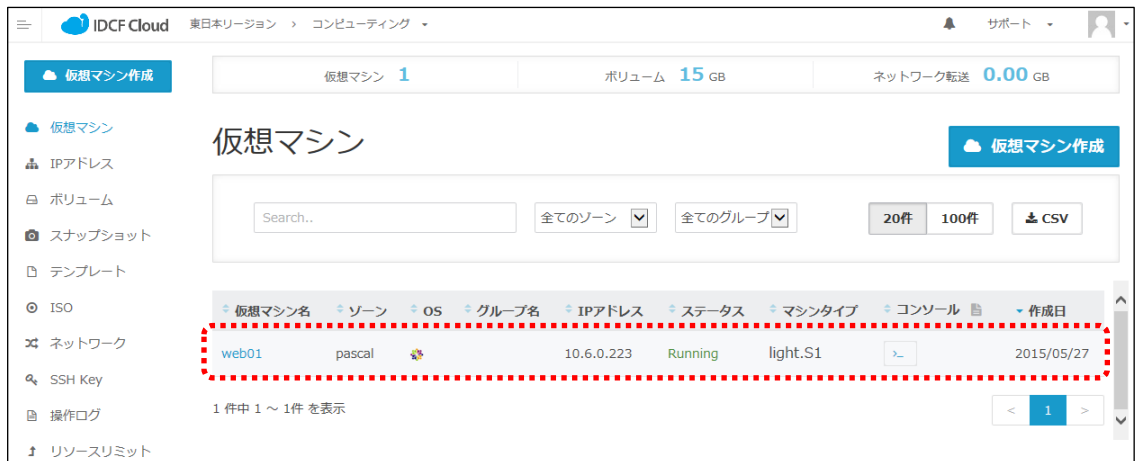 IDCF Cloud 東日本リージョン › コンピューティング サポート
仮想マシン作成
仮想マシン 1 ボリューム 15 GB ネットワーク転送 0.00 GB
仮想マシン
IPアドレス
ボリューム
スナップショット
テンプレート
ISO
ネットワーク
SSH Key
操作ログ
リソースリミット
仮想マシン
仮想マシン作成
Search.. 全てのゾーン 全てのグループ 20件 100件 CSV
仮想マシン名 ゾーン OS グループ名 IPアドレス ステータス マシンタイプ コンソール 作成日
web01 pascal 10.6.0.223 Running light.S1 >_ 2015/05/27
1 件中 1 ～ 1件 を表示
< 1 >